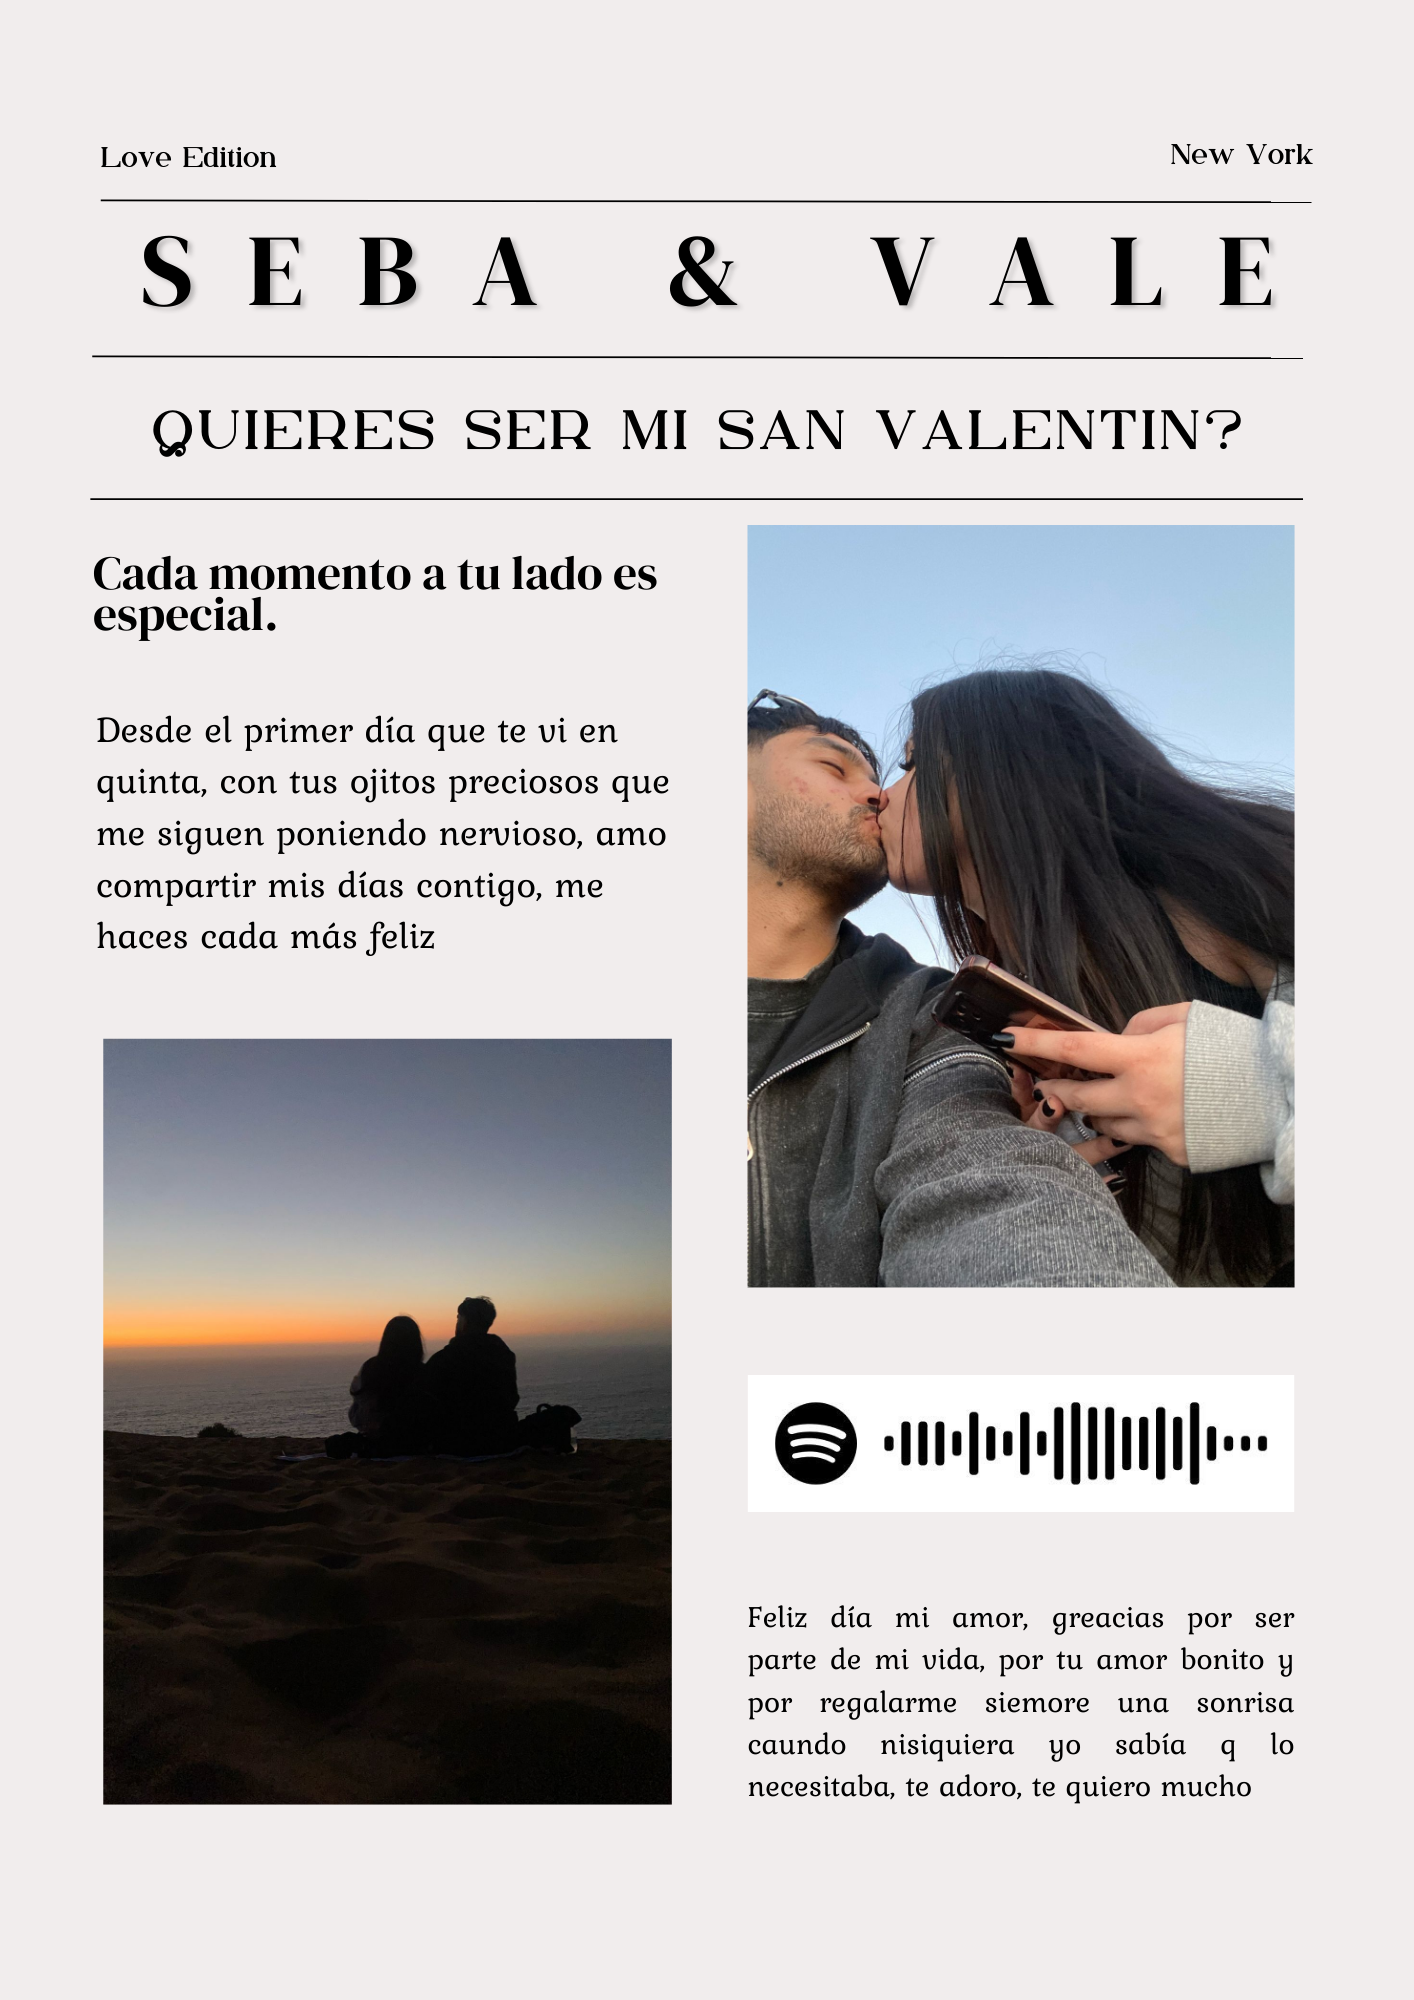 Love Edition
New York
SEBA & VALE
QUIERES SER MI SAN VALENTIN?
Cada momento a tu lado es
especial.
Desde el primer día que te vi en
quinta, con tus ojitos preciosos que
me siguen poniendo nervioso, amo
compartir mis días contigo, me
haces cada más feliz
Feliz día mi amor, greacias por ser
parte de mi vida, por tu amor bonito y
por regalarme siemore una sonrisa
caundo nisiquiera yo sabía q lo
necesitaba, te adoro, te quiero mucho